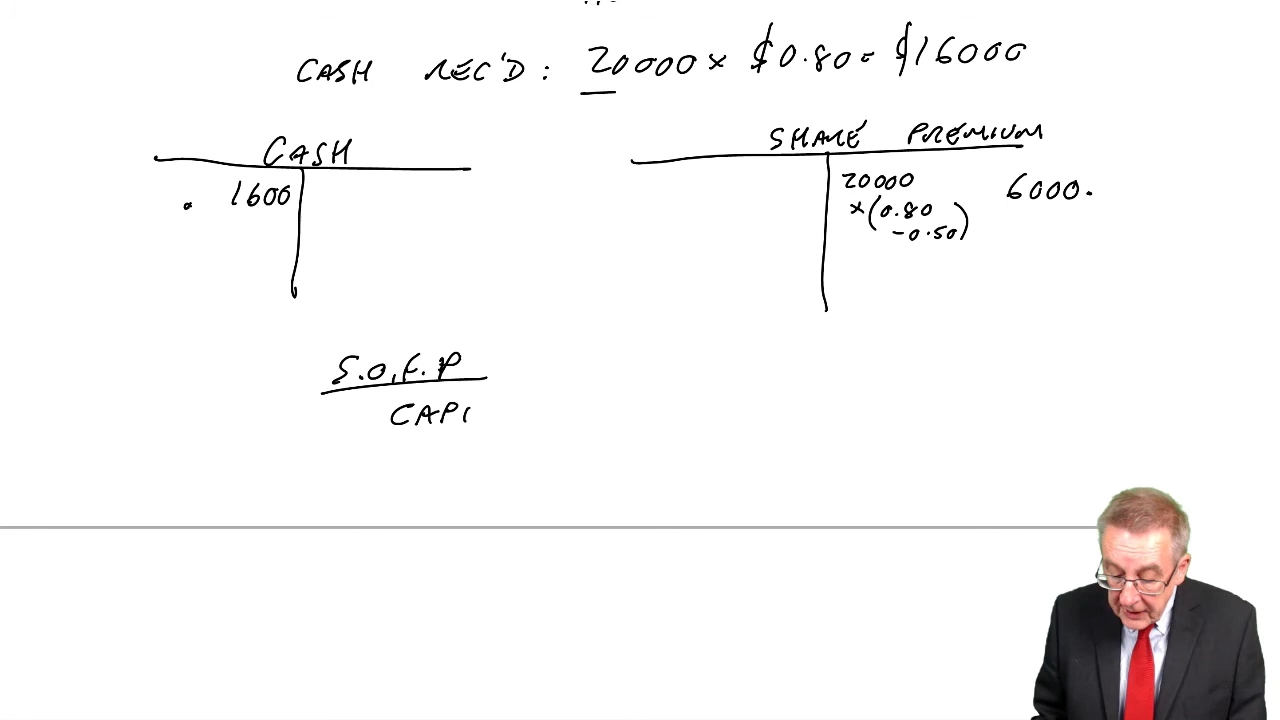 CASH REC'D: 20000 × $0.80 = $16000
CASH
SHARE PREMIUM
1600
20000
×(0.80
-0.50)
6000.
S.O.F.P
CAPI